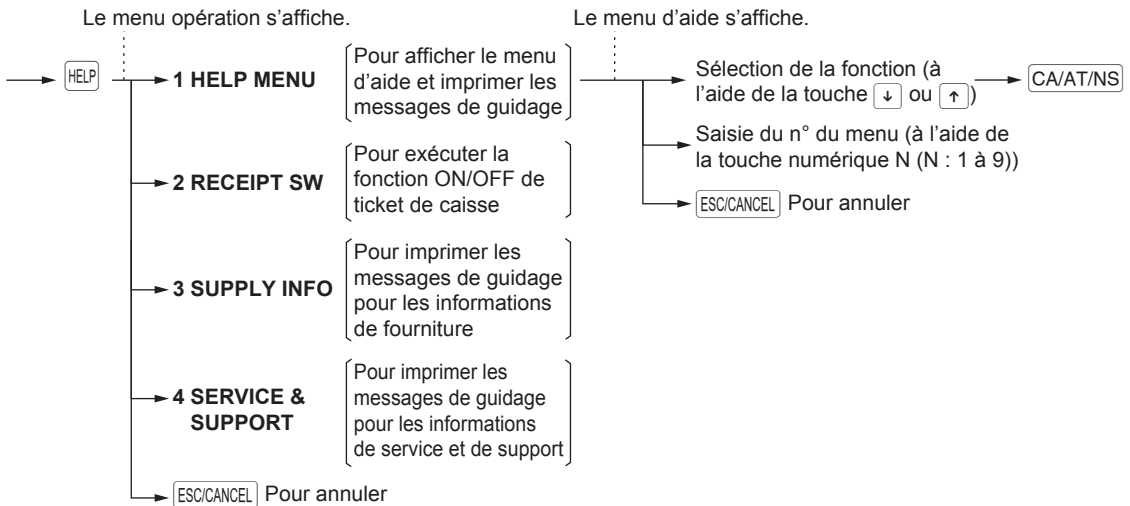 Le menu opération s’affiche.
Le menu d’aide s’affiche.
HELP
1 HELP MENU
Pour afficher le menu
d’aide et imprimer les
messages de guidage
Sélection de la fonction (à
l’aide de la touche ↓ ou ↑)
CA/AT/NS
Saisie du n° du menu (à l’aide de
la touche numérique N (N : 1 à 9))
ESC/CANCEL Pour annuler
2 RECEIPT SW
Pour exécuter la
fonction ON/OFF de
ticket de caisse
3 SUPPLY INFO
Pour imprimer les
messages de guidage
pour les informations
de fourniture
4 SERVICE &
SUPPORT
Pour imprimer les
messages de guidage
pour les informations
de service et de support
ESC/CANCEL Pour annuler